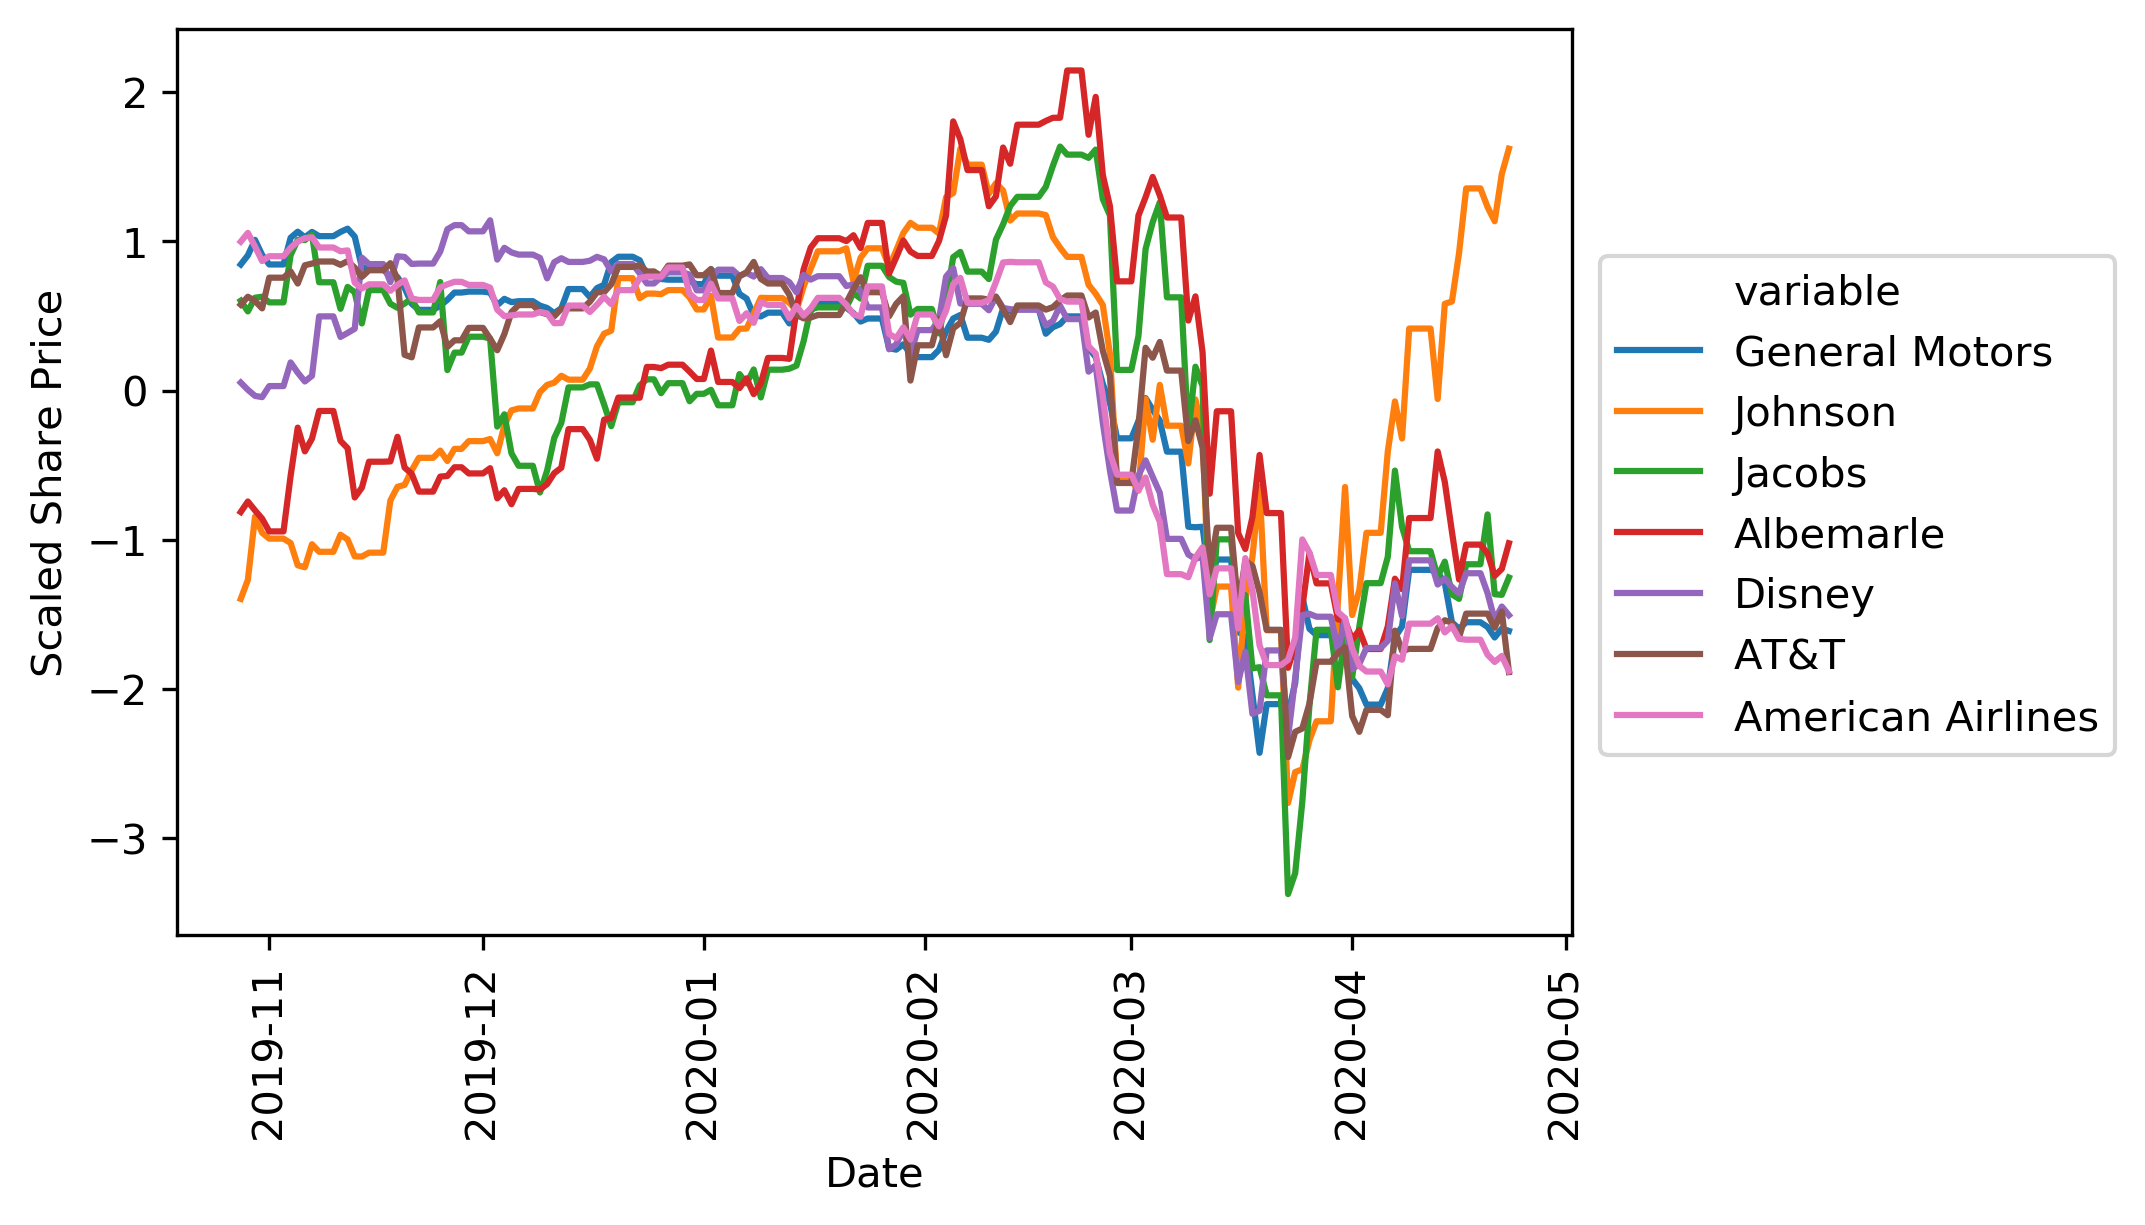 2
1
0
−1
−2
−3
Scaled Share Price
2019-11
2019-12
2020-01
2020-02
2020-03
2020-04
2020-05
Date
variable
General Motors
Johnson
Jacobs
Albemarle
Disney
AT&T
American Airlines